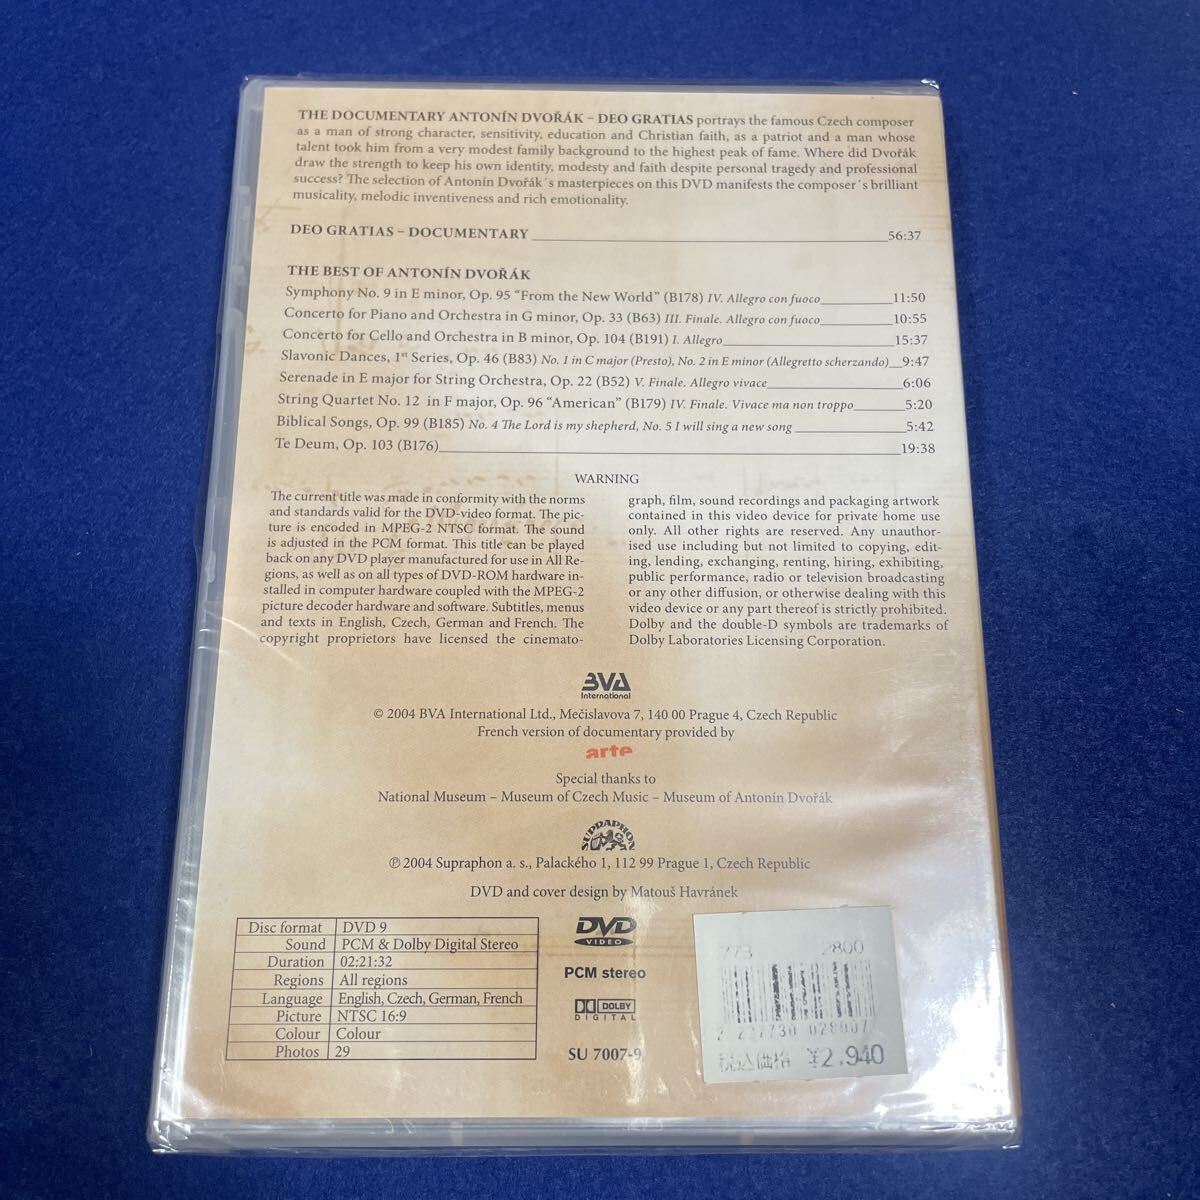 THE DOCUMENTARY ANTONÍN DVOŘÁK – DEO GRATIAS portrays the famous Czech composer
as a man of strong character, sensitivity, education and Christian faith, as a patriot and a man whose
talent took him from a very modest family background to the highest peak of fame. Where did Dvořák
draw the strength to keep his own identity, modesty and faith despite personal tragedy and professional
success? The selection of Antonín Dvořák´s masterpieces on this DVD manifests the composer´s brilliant
musicality, melodic inventiveness and rich emotionality.
DEO GRATIAS – DOCUMENTARY 56:37
THE BEST OF ANTONÍN DVOŘÁK
Symphony No. 9 in E minor, Op. 95 “From the New World” (B178) IV. Allegro con fuoco 11:50
Concerto for Piano and Orchestra in G minor, Op. 33 (B63) III. Finale. Allegro con fuoco 10:55
Concerto for Cello and Orchestra in B minor, Op. 104 (B191) I. Allegro 15:37
Slavonic Dances, 1st Series, Op. 46 (B83) No. 1 in C major (Presto), No. 2 in E minor (Allegretto scherzando) 9:47
Serenade in E major for String Orchestra, Op. 22 (B52) V. Finale. Allegro vivace 6:06
String Quartet No. 12 in F major, Op. 96 “American” (B179) IV. Finale. Vivace ma non troppo 5:20
Biblical Songs, Op. 99 (B185) No. 4 The Lord is my shepherd, No. 5 I will sing a new song 5:42
Te Deum, Op. 103 (B176) 19:38
WARNING
The current title was made in conformity with the norms
and standards valid for the DVD-video format. The pic-
ture is encoded in MPEG-2 NTSC format. The sound
is adjusted in the PCM format. This title can be played
back on any DVD player manufactured for use in All Re-
gions, as well as on all types of DVD-ROM hardware in-
stalled in computer hardware coupled with the MPEG-2
picture decoder hardware and software. Subtitles, menus
and texts in English, Czech, German and French. The
copyright proprietors have licensed the cinemato-
graph, film, sound recordings and packaging artwork
contained in this video device for private home use
only. All other rights are reserved. Any unauthor-
ised use including but not limited to copying, edit-
ing, lending, exchanging, renting, hiring, exhibiting,
public performance, radio or television broadcasting
or any other diffusion, or otherwise dealing with this
video device or any part thereof is strictly prohibited.
Dolby and the double-D symbols are trademarks of
Dolby Laboratories Licensing Corporation.
BVA
International
© 2004 BVA International Ltd., Mečislavova 7, 140 00 Prague 4, Czech Republic
French version of documentary provided by
arte
Special thanks to
National Museum – Museum of Czech Music – Museum of Antonín Dvořák
SUPRAPHON
℗ 2004 Supraphon a. s., Palackého 1, 112 99 Prague 1, Czech Republic
DVD and cover design by Matouš Havránek
Disc format DVD 9
Sound PCM & Dolby Digital Stereo
Duration 02:21:32
Regions All regions
Language English, Czech, German, French
Picture NTSC 16:9
Colour Colour
Photos 29
DVD
VIDEO
PCM stereo
DOLBY
DIGITAL
SU 7007-9
773 2800
028007
税込価格 ¥2,940